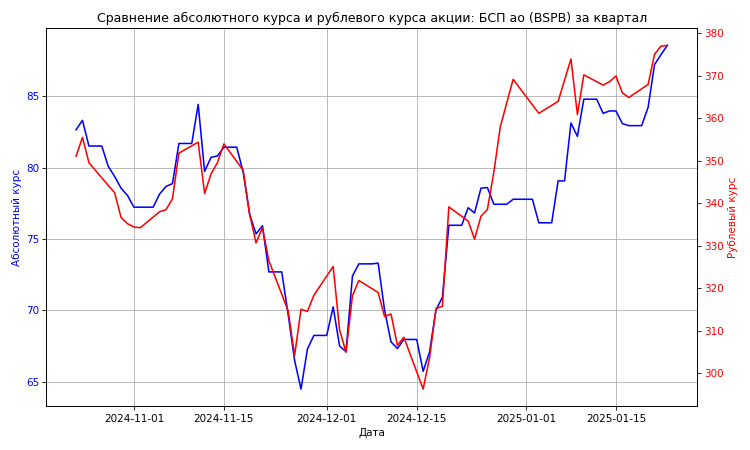 Сравнение абсолютного курса и рублевого курса акции: БСП ао (BSPB) за квартал
Абсолютный курс
85
80
75
70
65
380
370
360
350
340
330
320
310
300
Рублевый курс
2024-11-01 2024-11-15 2024-12-01 2024-12-15 2025-01-01 2025-01-15
Дата